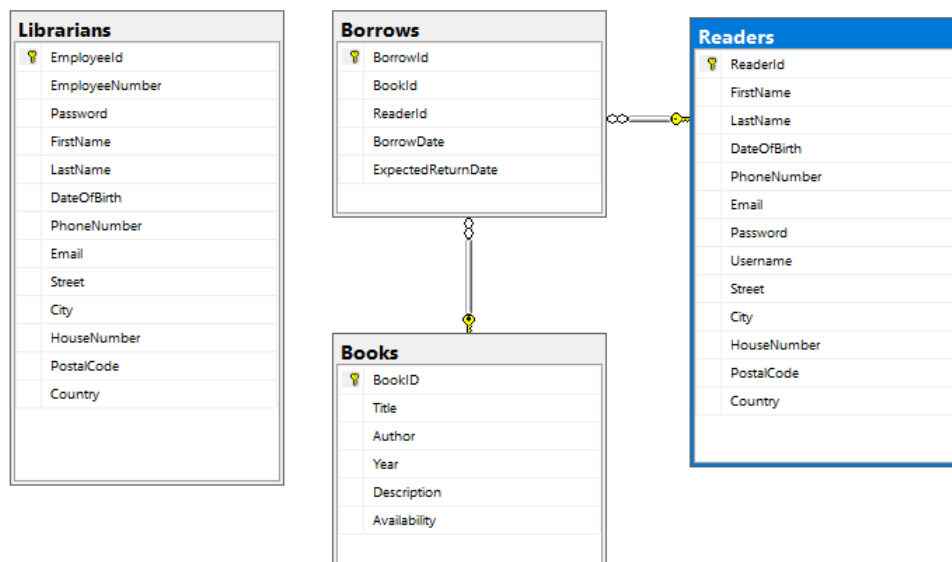 Librarians
EmployeeId
EmployeeNumber
Password
FirstName
LastName
DateOfBirth
PhoneNumber
Email
Street
City
HouseNumber
PostalCode
Country
Borrows
BorrowId
BookId
ReaderId
BorrowDate
ExpectedReturnDate
Books
BookID
Title
Author
Year
Description
Availability
Readers
ReaderId
FirstName
LastName
DateOfBirth
PhoneNumber
Email
Password
Username
Street
City
HouseNumber
PostalCode
Country